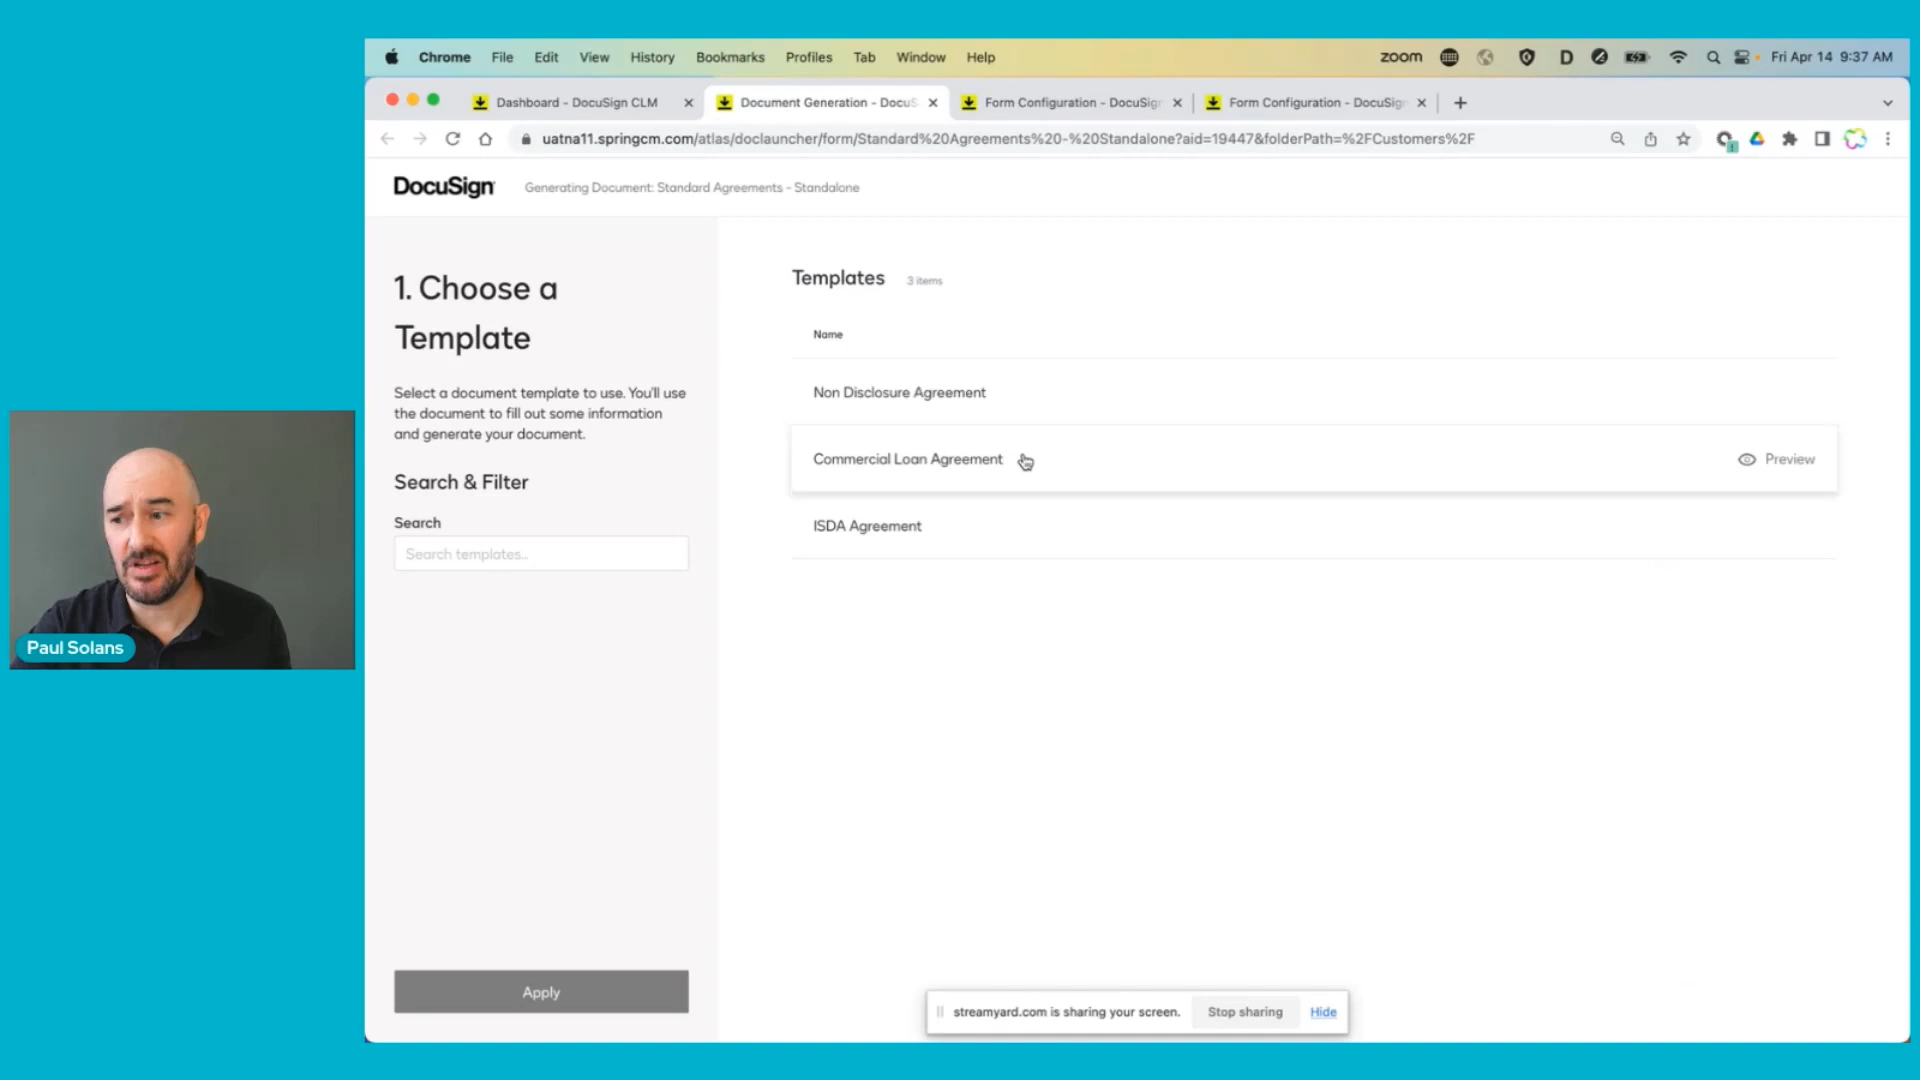 Chrome File Edit View History Bookmarks Profiles Tab Window Help
zoom
Fri Apr 14 9:37 AM
Dashboard - DocuSign CLM
Document Generation - DocuS
Form Configuration - DocuSign
Form Configuration - DocuSign
uatna11.springcm.com/atlas/doclauncher/form/Standard%20Agreements%20-%20Standalone?aid=19447&folderPath=%2FCustomers%2F
DocuSign
Generating Document: Standard Agreements - Standalone
1. Choose a
Template
Select a document template to use. You'll use
the document to fill out some information
and generate your document.
Search & Filter
Search
Search templates...
Apply
Templates 3 items
Name
Non Disclosure Agreement
Commercial Loan Agreement
Preview
ISDA Agreement
Paul Solans
streamyard.com is sharing your screen. Stop sharing Hide